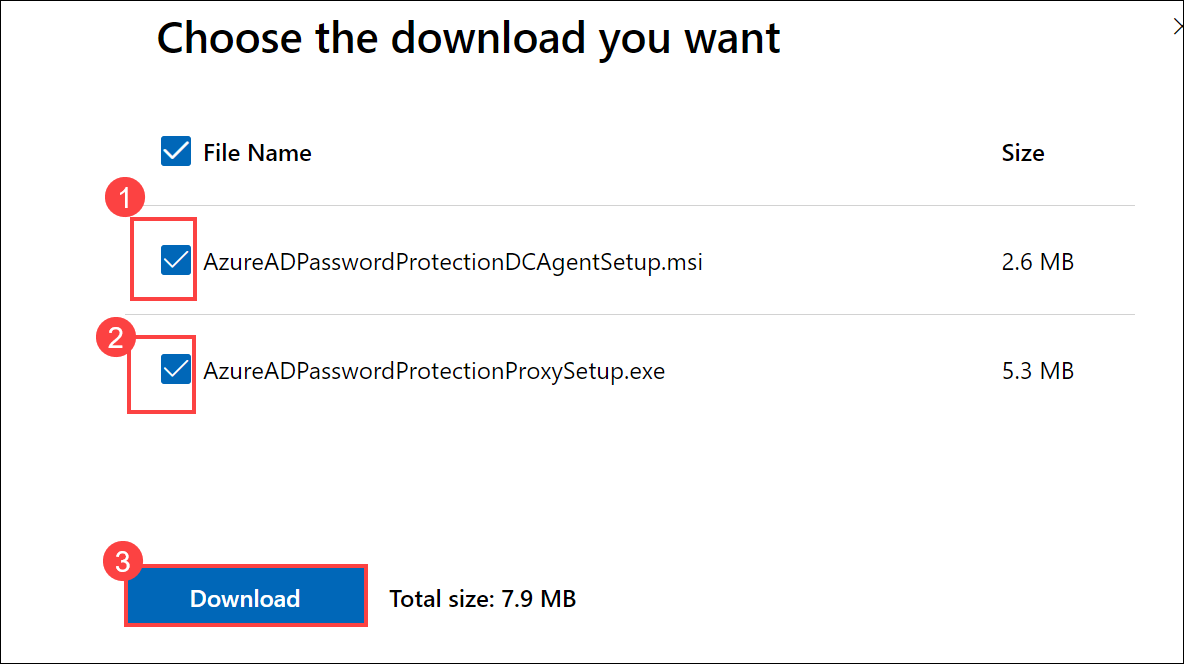 Choose the download you want
File Name Size
1
AzureADPasswordProtectionDCAgentSetup.msi 2.6 MB
2
AzureADPasswordProtectionProxySetup.exe 5.3 MB
3
Download Total size: 7.9 MB